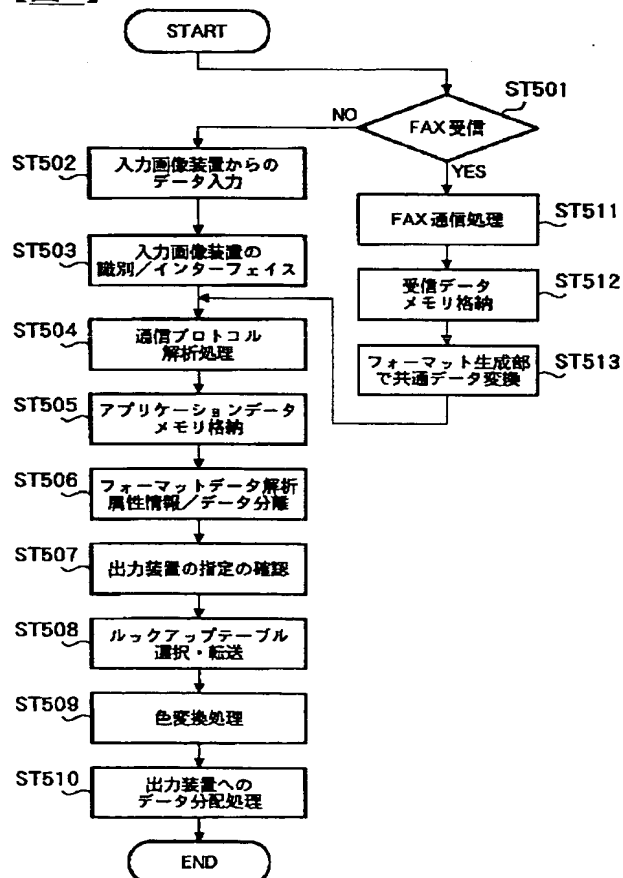 START
ST501
FAX受信
NO
YES
ST502
入力画像装置からの
データ入力
ST503
入力画像装置の
識別/インターフェイス
ST504
通信プロトコル
解析処理
ST505
アプリケーションデータ
メモリ格納
ST506
フォーマットデータ解析
属性情報/データ分離
ST507
出力装置の指定の確認
ST508
ルックアップテーブル
選択・転送
ST509
色変換処理
ST510
出力装置への
データ分配処理
END
FAX通信処理
ST511
受信データ
メモリ格納
ST512
フォーマット生成部
で共通データ変換
ST513